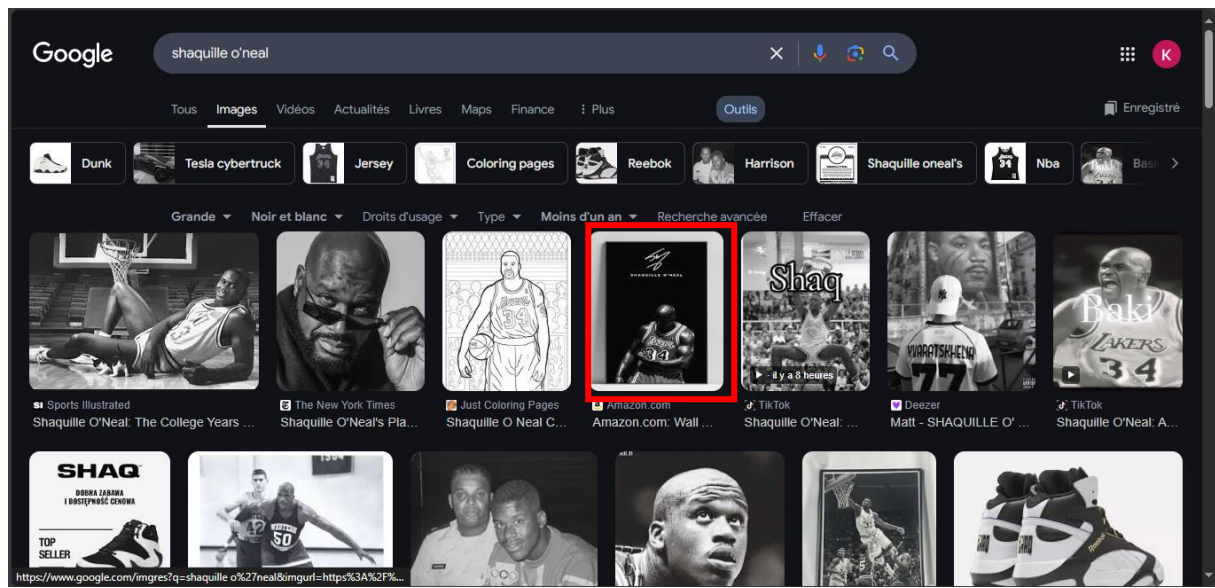 Google
shaquille o'neal
K
Tous Images Vidéos Actualités Livres Maps Finance Plus Outils
Enregistré
Dunk
Tesla cybertruck
Jersey
Coloring pages
Reebok
Harrison
Shaquille oneal's
Nba
Grande Noir et blanc Droits d'usage Type Moins d'un an Recherche avancée Effacer
SHAQUILLE O'NEAL
34
Shaq
il y a 8 heures
KVARATSKHELIA
77
Baki
LAKERS
34
SI Sports Illustrated
Shaquille O'Neal: The College Years ...
The New York Times
Shaquille O'Neal's Pla...
Just Coloring Pages
Shaquille O Neal C...
Amazon.com
Amazon.com: Wall ...
TikTok
Shaquille O'Neal: ...
Deezer
Matt - SHAQUILLE O' ...
TikTok
Shaquille O'Neal: A...
SHAQ
DOBRA ZABAWA
I DOSTĘPNOŚĆ CENOWA
TOP
SELLER
50
https://www.google.com/imgres?q=shaquille o%27neal&imgurl=https%3A%2F%...